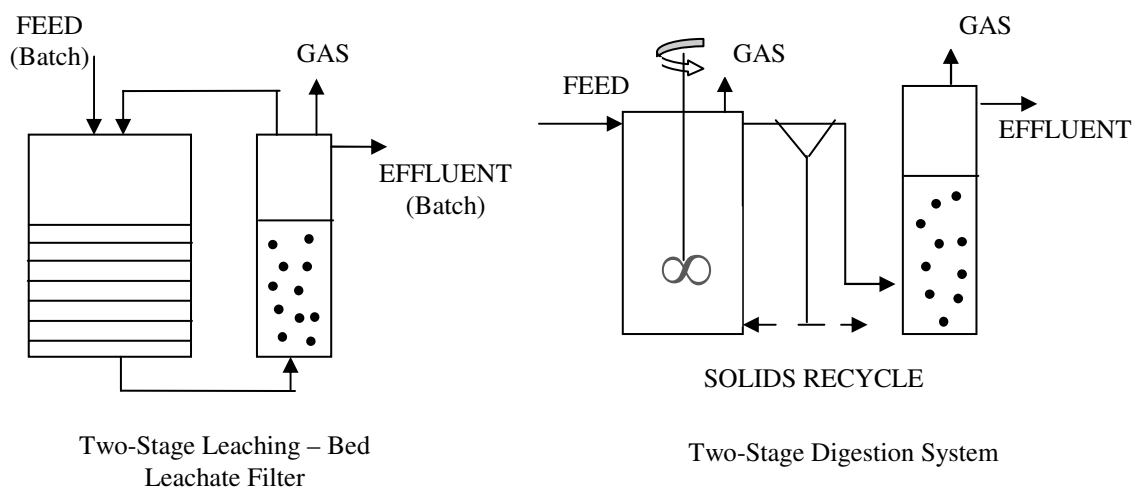 FEED
(Batch)
GAS
EFFLUENT
(Batch)
Two-Stage Leaching – Bed
Leachate Filter
FEED
GAS
GAS
EFFLUENT
SOLIDS RECYCLE
Two-Stage Digestion System